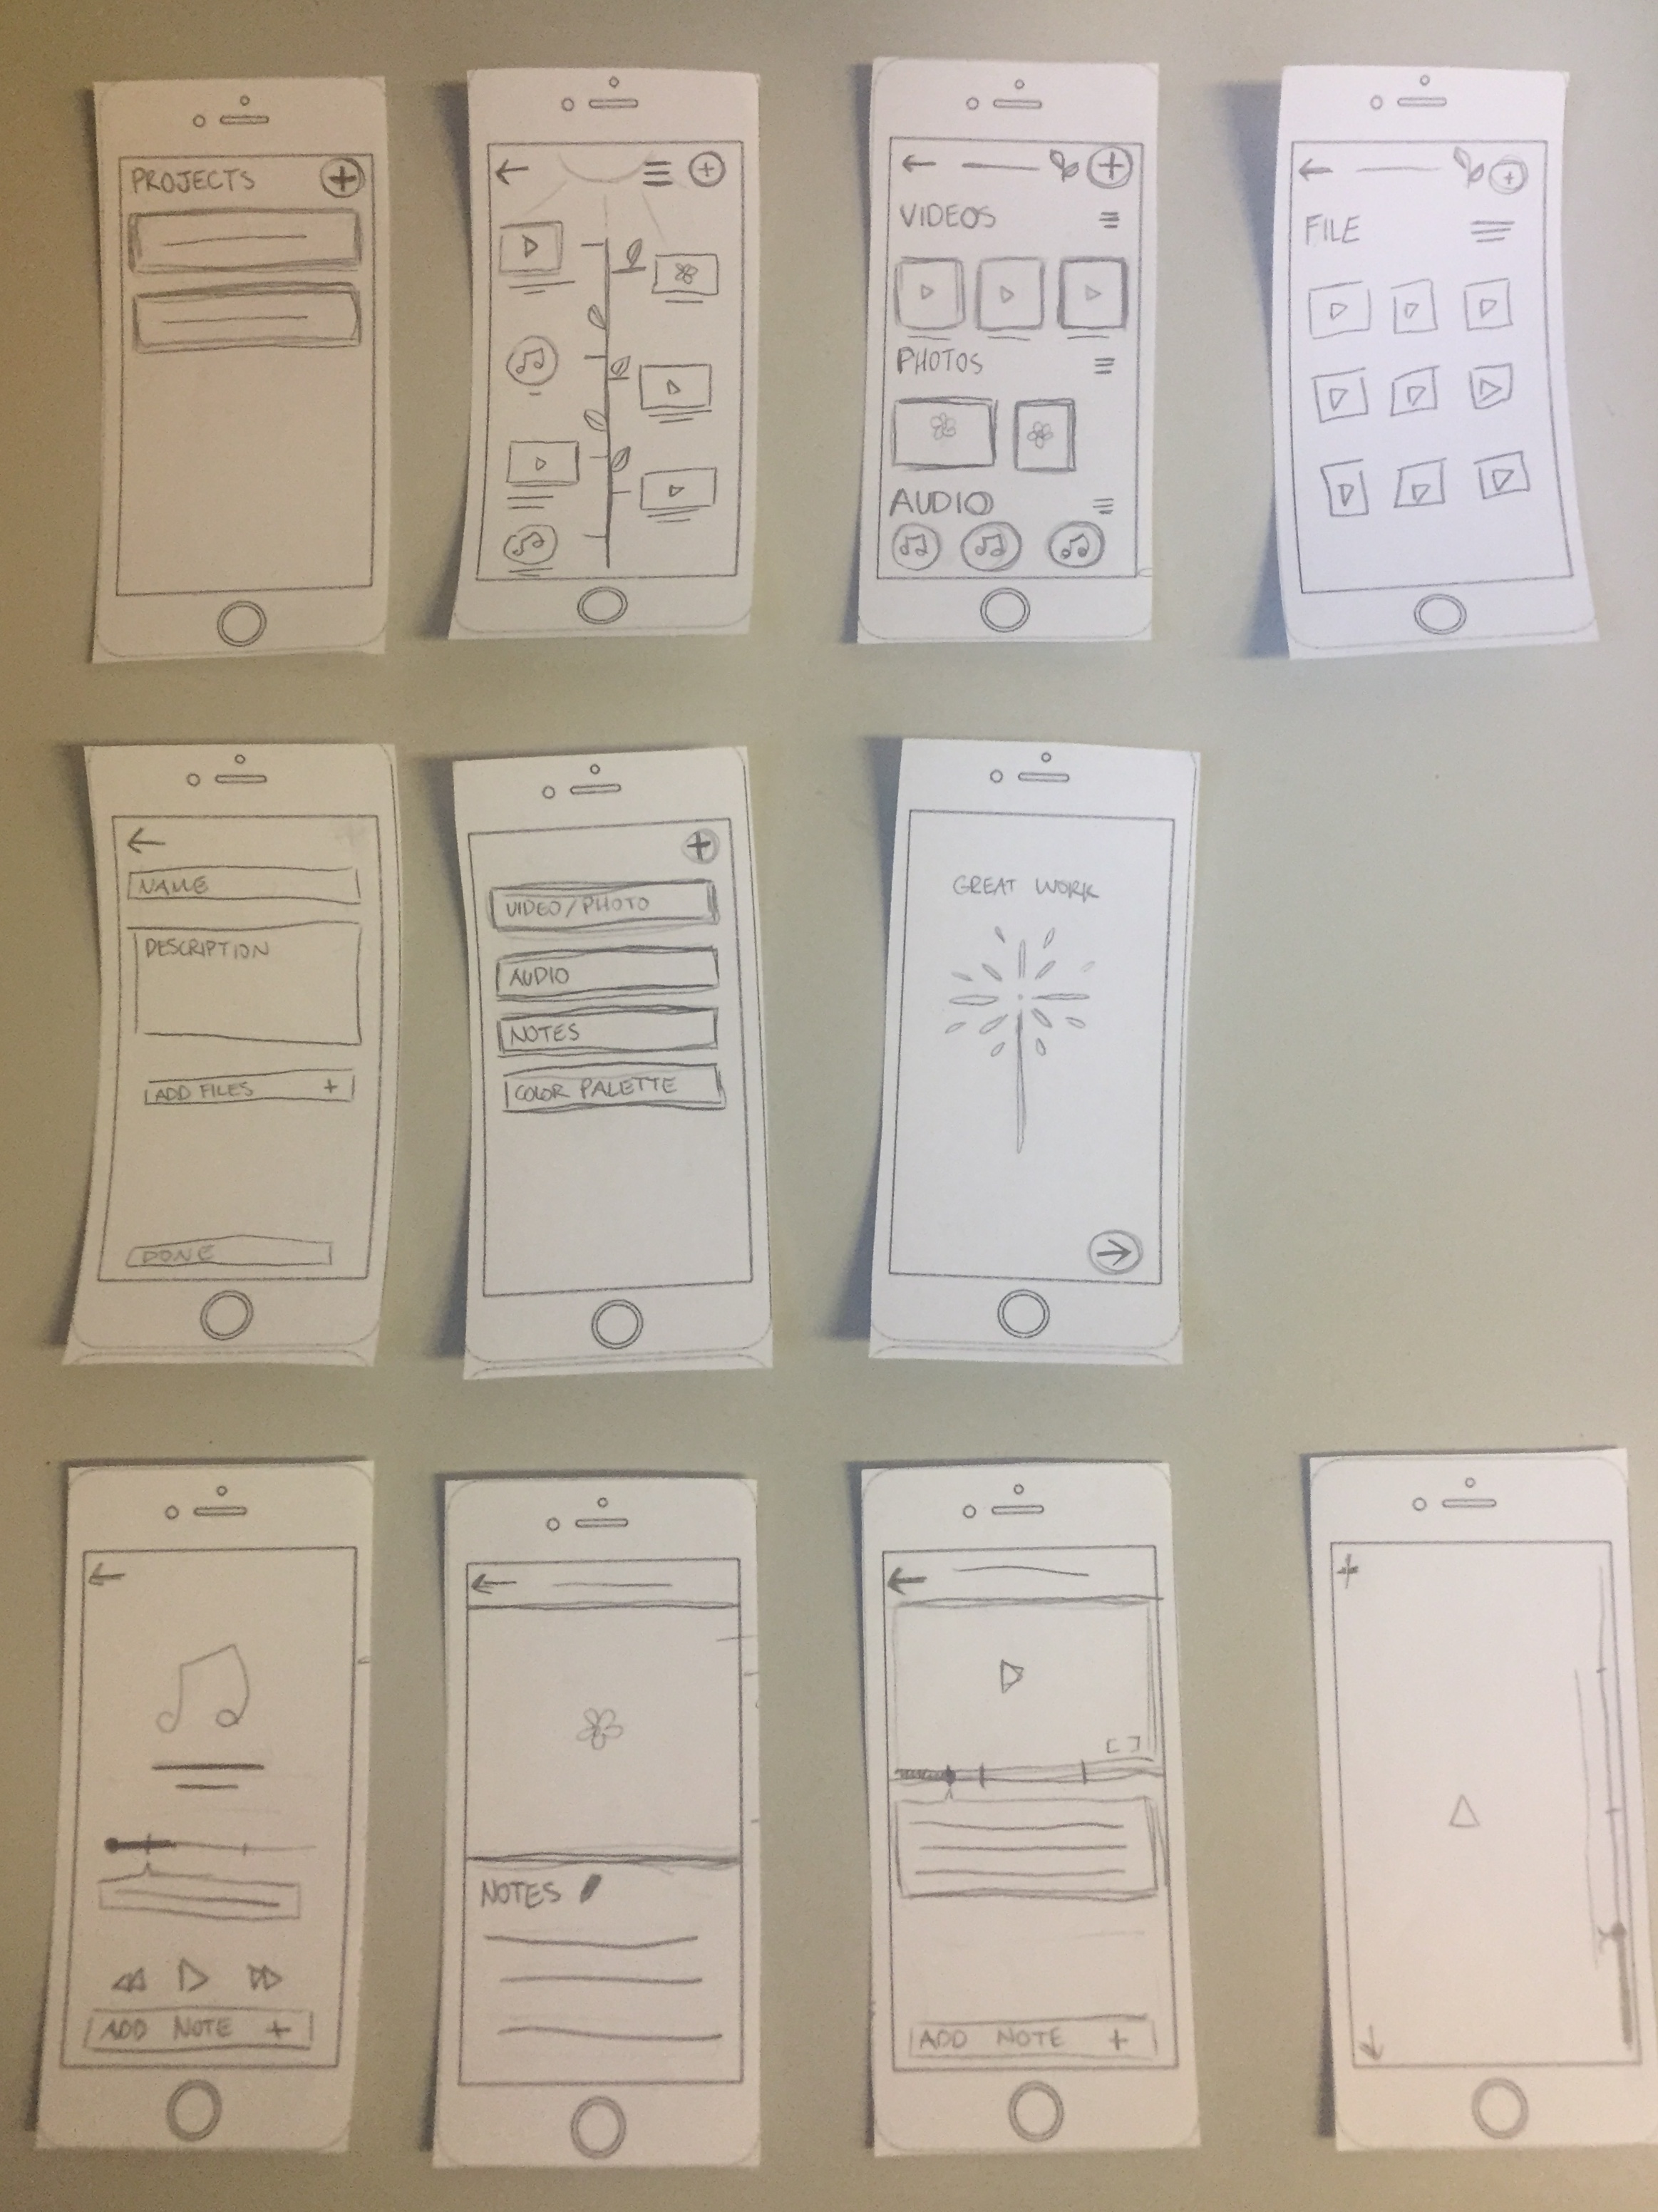 PROJECTS
VIDEOS
PHOTOS
AUDIO
FILE
NAME
DESCRIPTION
ADD FILES +
DONE
VIDEO/PHOTO
AUDIO
NOTES
COLOR PALETTE
GREAT WORK
ADD NOTE +
NOTES
ADD NOTE +